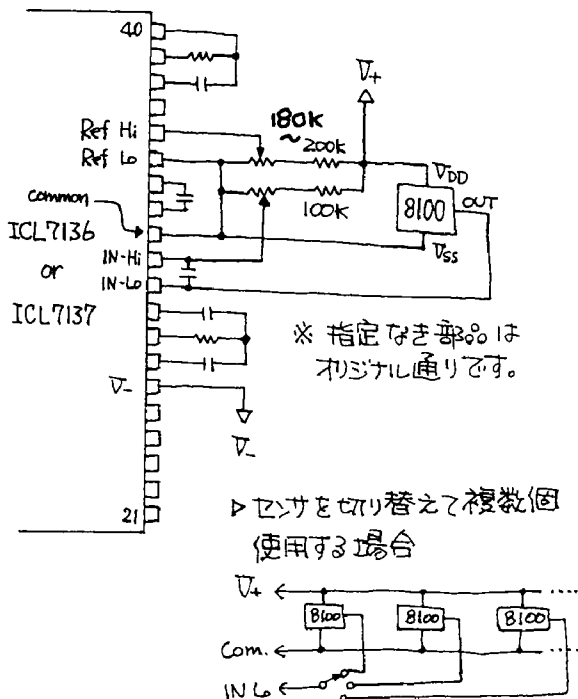 40
V+
180K
~
200K
Ref Hi
Ref Lo
VDD
OUT
8100
100K
common
VSS
ICL7136
IN-Hi
or
IN-Lo
ICL7137
※ 指定なき部品は
オリジナル通りです。
V-
V-
21
▷センサを切り替えて複数個
使用する場合
V+
8100
8100
8100
Com.
IN Lo